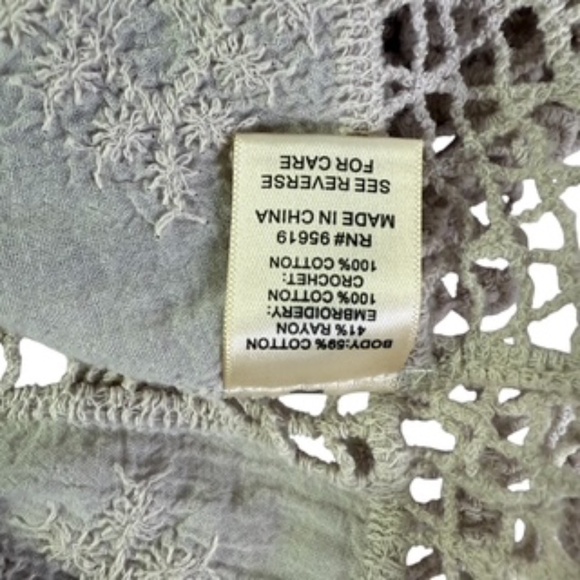 BODY:59% COTTON
41% RAYON
EMBROIDERY:
100% COTTON
CROCHET:
100% COTTON
RN# 95619
MADE IN CHINA
SEE REVERSE
FOR CARE